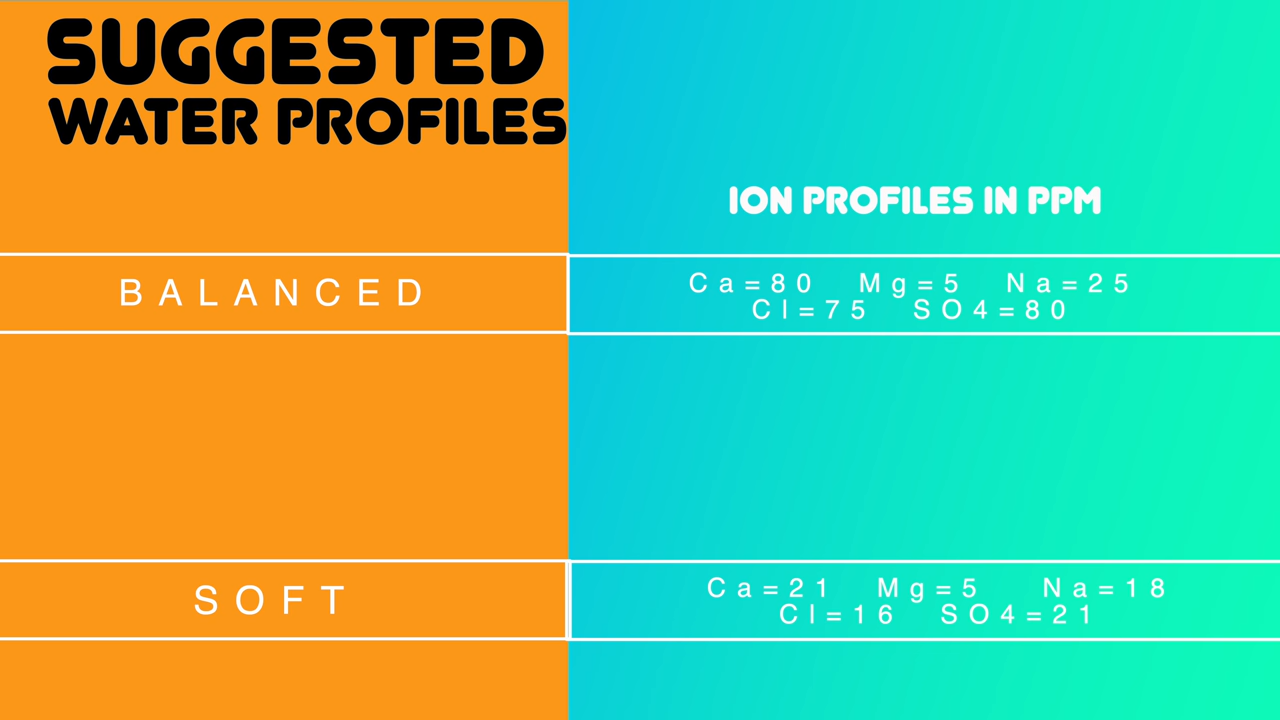 SUGGESTED
WATER PROFILES
ION PROFILES IN PPM
BALANCED
Ca=80 Mg=5 Na=25
Cl=75 SO4=80
SOFT
Ca=21 Mg=5 Na=18
Cl=16 SO4=21